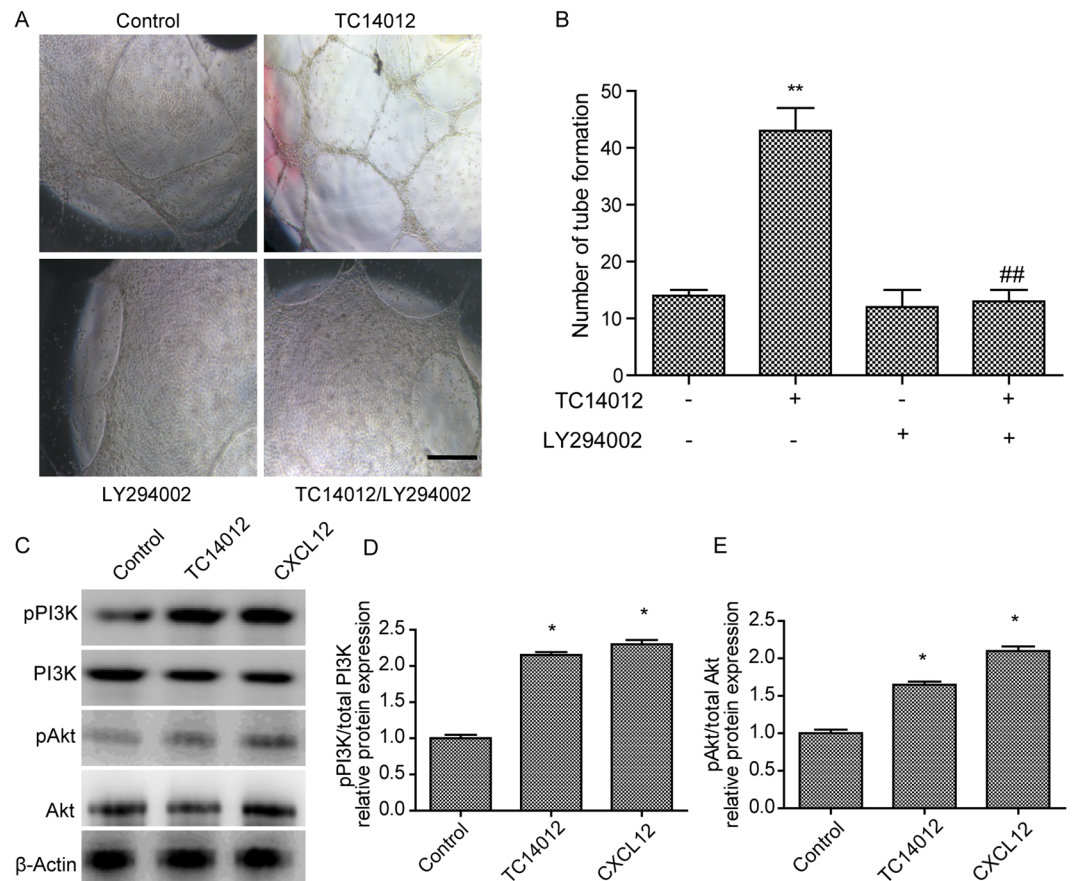 A
Control
TC14012
LY294002
TC14012/LY294002
B
Number of tube formation
50
40
30
20
10
0
**
##
TC14012 - + - +
LY294002 - - + +
C
Control
TC14012
CXCL12
pPI3K
PI3K
pAkt
Akt
β-Actin
D
pPI3K/total PI3K
relative protein expression
2.5
2.0
1.5
1.0
0.5
0.0
*
*
Control
TC14012
CXCL12
E
pAkt/total Akt
relative protein expression
2.5
2.0
1.5
1.0
0.5
0.0
*
*
Control
TC14012
CXCL12